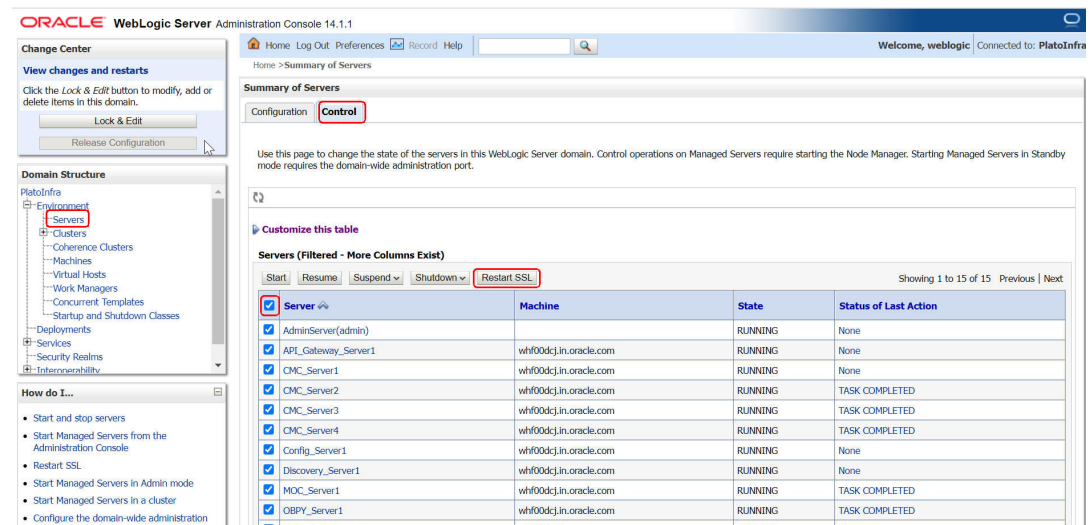 ORACLE WebLogic Server Administration Console 14.1.1
Change Center
View changes and restarts
Click the Lock & Edit button to modify, add or
delete items in this domain.
Lock & Edit
Release Configuration
Domain Structure
PlatoInfra
Environment
Servers
Clusters
Coherence Clusters
Machines
Virtual Hosts
Work Managers
Concurrent Templates
Startup and Shutdown Classes
Deployments
Services
Security Realms
Interoperability
How do I...
Start and stop servers
Start Managed Servers from the
Administration Console
Restart SSL
Start Managed Servers in Admin mode
Start Managed Servers in a cluster
Configure the domain-wide administration
Home Log Out Preferences Record Help
Welcome, weblogic Connected to: PlatoInfra
Home >Summary of Servers
Summary of Servers
Configuration Control
Use this page to change the state of the servers in this WebLogic Server domain. Control operations on Managed Servers require starting the Node Manager. Starting Managed Servers in Standby
mode requires the domain-wide administration port.
Customize this table
Servers (Filtered - More Columns Exist)
Start Resume Suspend Shutdown Restart SSL Showing 1 to 15 of 15 Previous | Next
Server Machine State Status of Last Action
AdminServer(admin) RUNNING None
API_Gateway_Server1 whf00dcj.in.oracle.com RUNNING None
CMC_Server1 whf00dcj.in.oracle.com RUNNING None
CMC_Server2 whf00dcj.in.oracle.com RUNNING TASK COMPLETED
CMC_Server3 whf00dcj.in.oracle.com RUNNING TASK COMPLETED
CMC_Server4 whf00dcj.in.oracle.com RUNNING TASK COMPLETED
Config_Server1 whf00dcj.in.oracle.com RUNNING None
Discovery_Server1 whf00dcj.in.oracle.com RUNNING None
MOC_Server1 whf00dcj.in.oracle.com RUNNING TASK COMPLETED
OBPY_Server1 whf00dcj.in.oracle.com RUNNING TASK COMPLETED